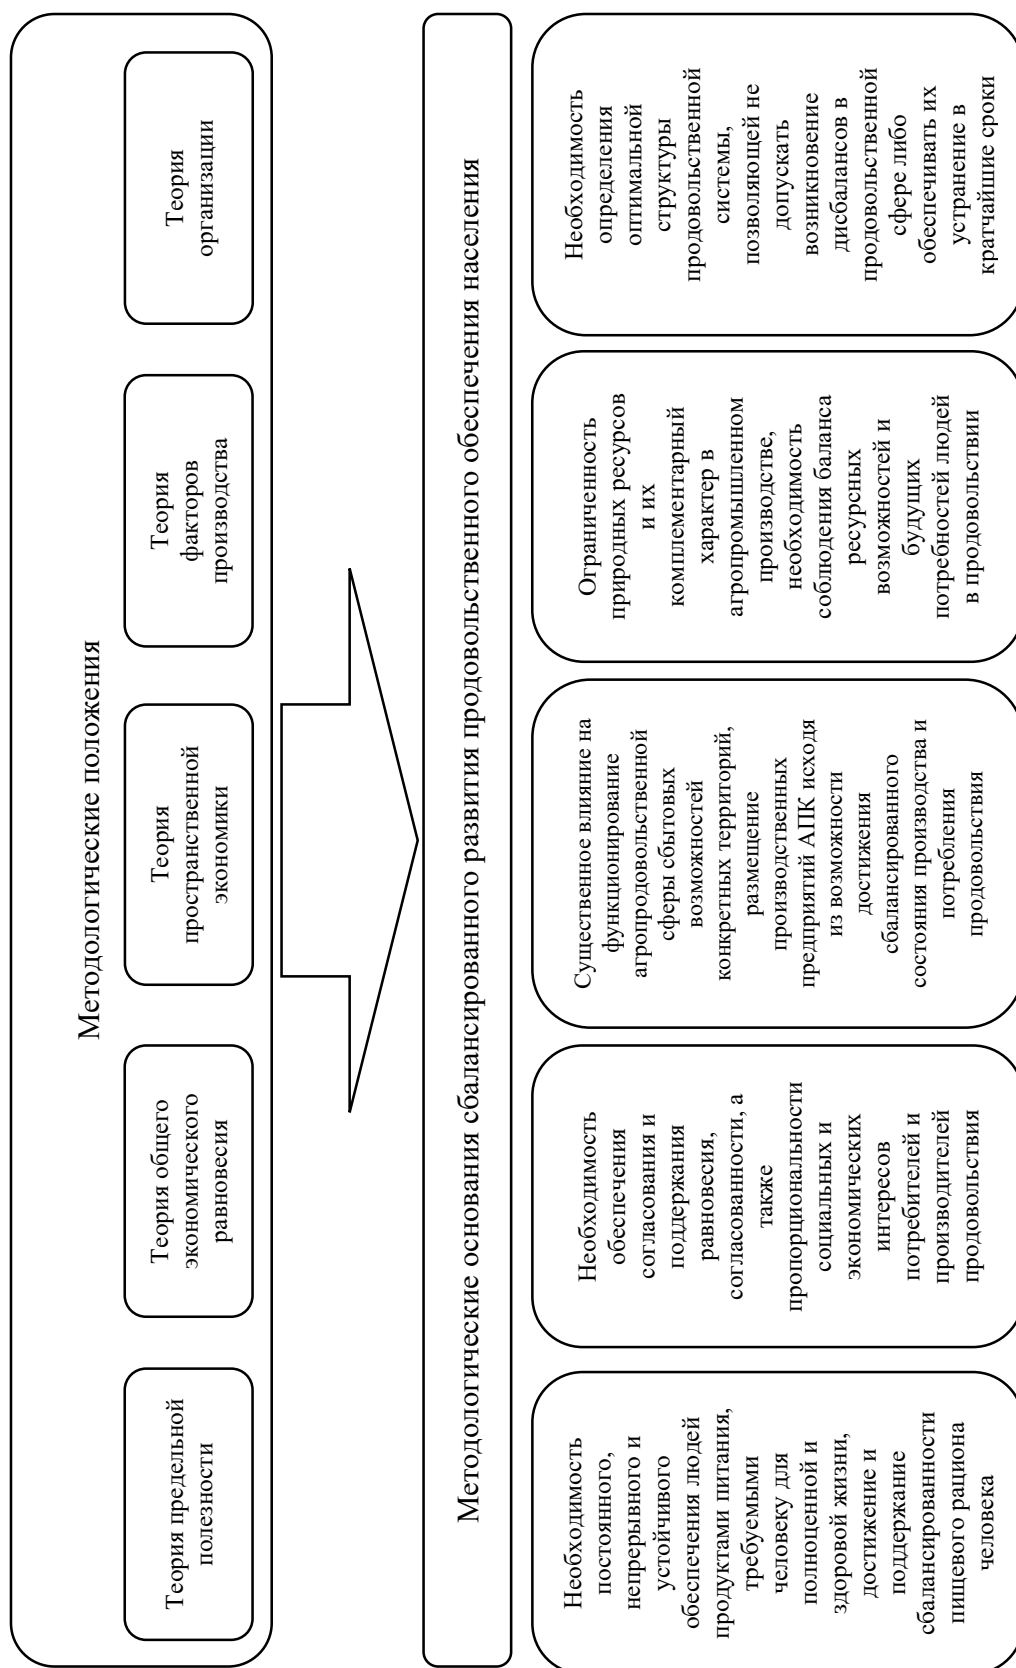 Методологические положения
Теория предельной
полезности
Теория общего
экономического
равновесия
Теория
пространственной
экономики
Теория
факторов
производства
Теория
организации
Методологические основания сбалансированного развития продовольственного обеспечения населения
Необходимость
постоянного,
непрерывного и
устойчивого
обеспечения людей
продуктами питания,
требуемыми
человеку для
полноценной и
здоровой жизни,
достижение и
поддержание
сбалансированности
пищевого рациона
человека
Необходимость
обеспечения
согласования и
поддержания
равновесия,
согласованности, а
также
пропорциональности
социальных и
экономических
интересов
потребителей и
производителей
продовольствия
Существенное влияние на
функционирование
агропродовольственной
сферы сбытовых
возможностей
конкретных территорий,
размещение
производственных
предприятий АПК исходя
из возможности
достижения
сбалансированного
состояния производства и
потребления
продовольствия
Ограниченность
природных ресурсов
и их
комплементарный
характер в
агропромышленном
производстве,
необходимость
соблюдения баланса
ресурсных
возможностей и
будущих
потребностей людей
в продовольствии
Необходимость
определения
оптимальной
структуры
продовольственной
системы,
позволяющей не
допускать
возникновение
дисбалансов в
продовольственной
сфере либо
обеспечивать их
устранение в
кратчайшие сроки